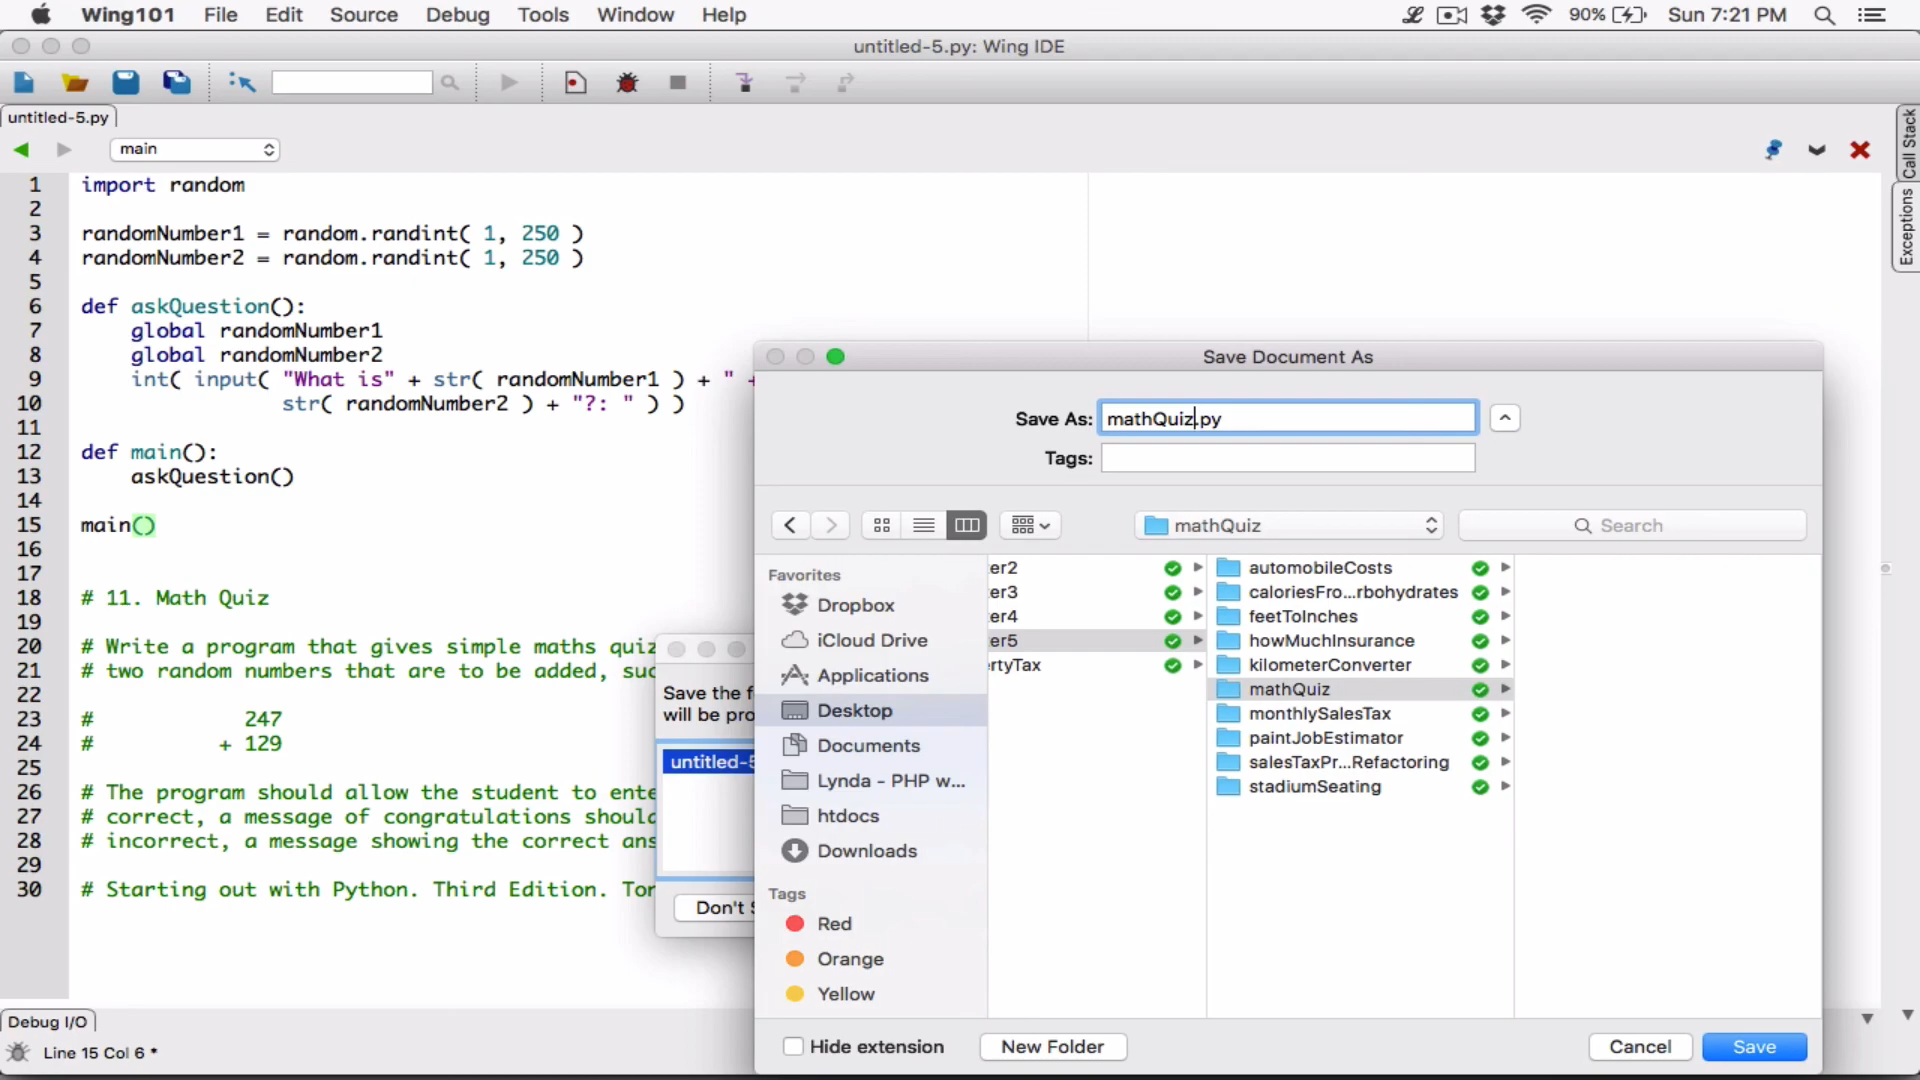 Wing101 File Edit Source Debug Tools Window Help 90% Sun 7:21 PM
untitled-5.py: Wing IDE
untitled-5.py
main
Call Stack
Exceptions
1 import random
2
3 randomNumber1 = random.randint( 1, 250 )
4 randomNumber2 = random.randint( 1, 250 )
5
6 def askQuestion():
7 global randomNumber1
8 global randomNumber2
9 int( input( "What is" + str( randomNumber1 ) + " +
10 str( randomNumber2 ) + "?: " ) )
11
12 def main():
13 askQuestion()
14
15 main()
16
17
18 # 11. Math Quiz
19
20 # Write a program that gives simple maths quiz
21 # two random numbers that are to be added, suc
22
23 # 247
24 # + 129
25
26 # The program should allow the student to ente
27 # correct, a message of congratulations shoul
28 # incorrect, a message showing the correct ans
29
30 # Starting out with Python. Third Edition. Ton
Save the f
will be pro
untitled-5
Don't S
Save Document As
Save As: mathQuiz.py
Tags:
mathQuiz
Search
Favorites
Dropbox
iCloud Drive
Applications
Desktop
Documents
Lynda - PHP w...
htdocs
Downloads
Tags
Red
Orange
Yellow
er2
er3
er4
er5
rtyTax
automobileCosts
caloriesFro...rbohydrates
feetToInches
howMuchInsurance
kilometerConverter
mathQuiz
monthlySalesTax
paintJobEstimator
salesTaxPr...Refactoring
stadiumSeating
Hide extension
New Folder
Cancel
Save
Debug I/O
Line 15 Col 6 *